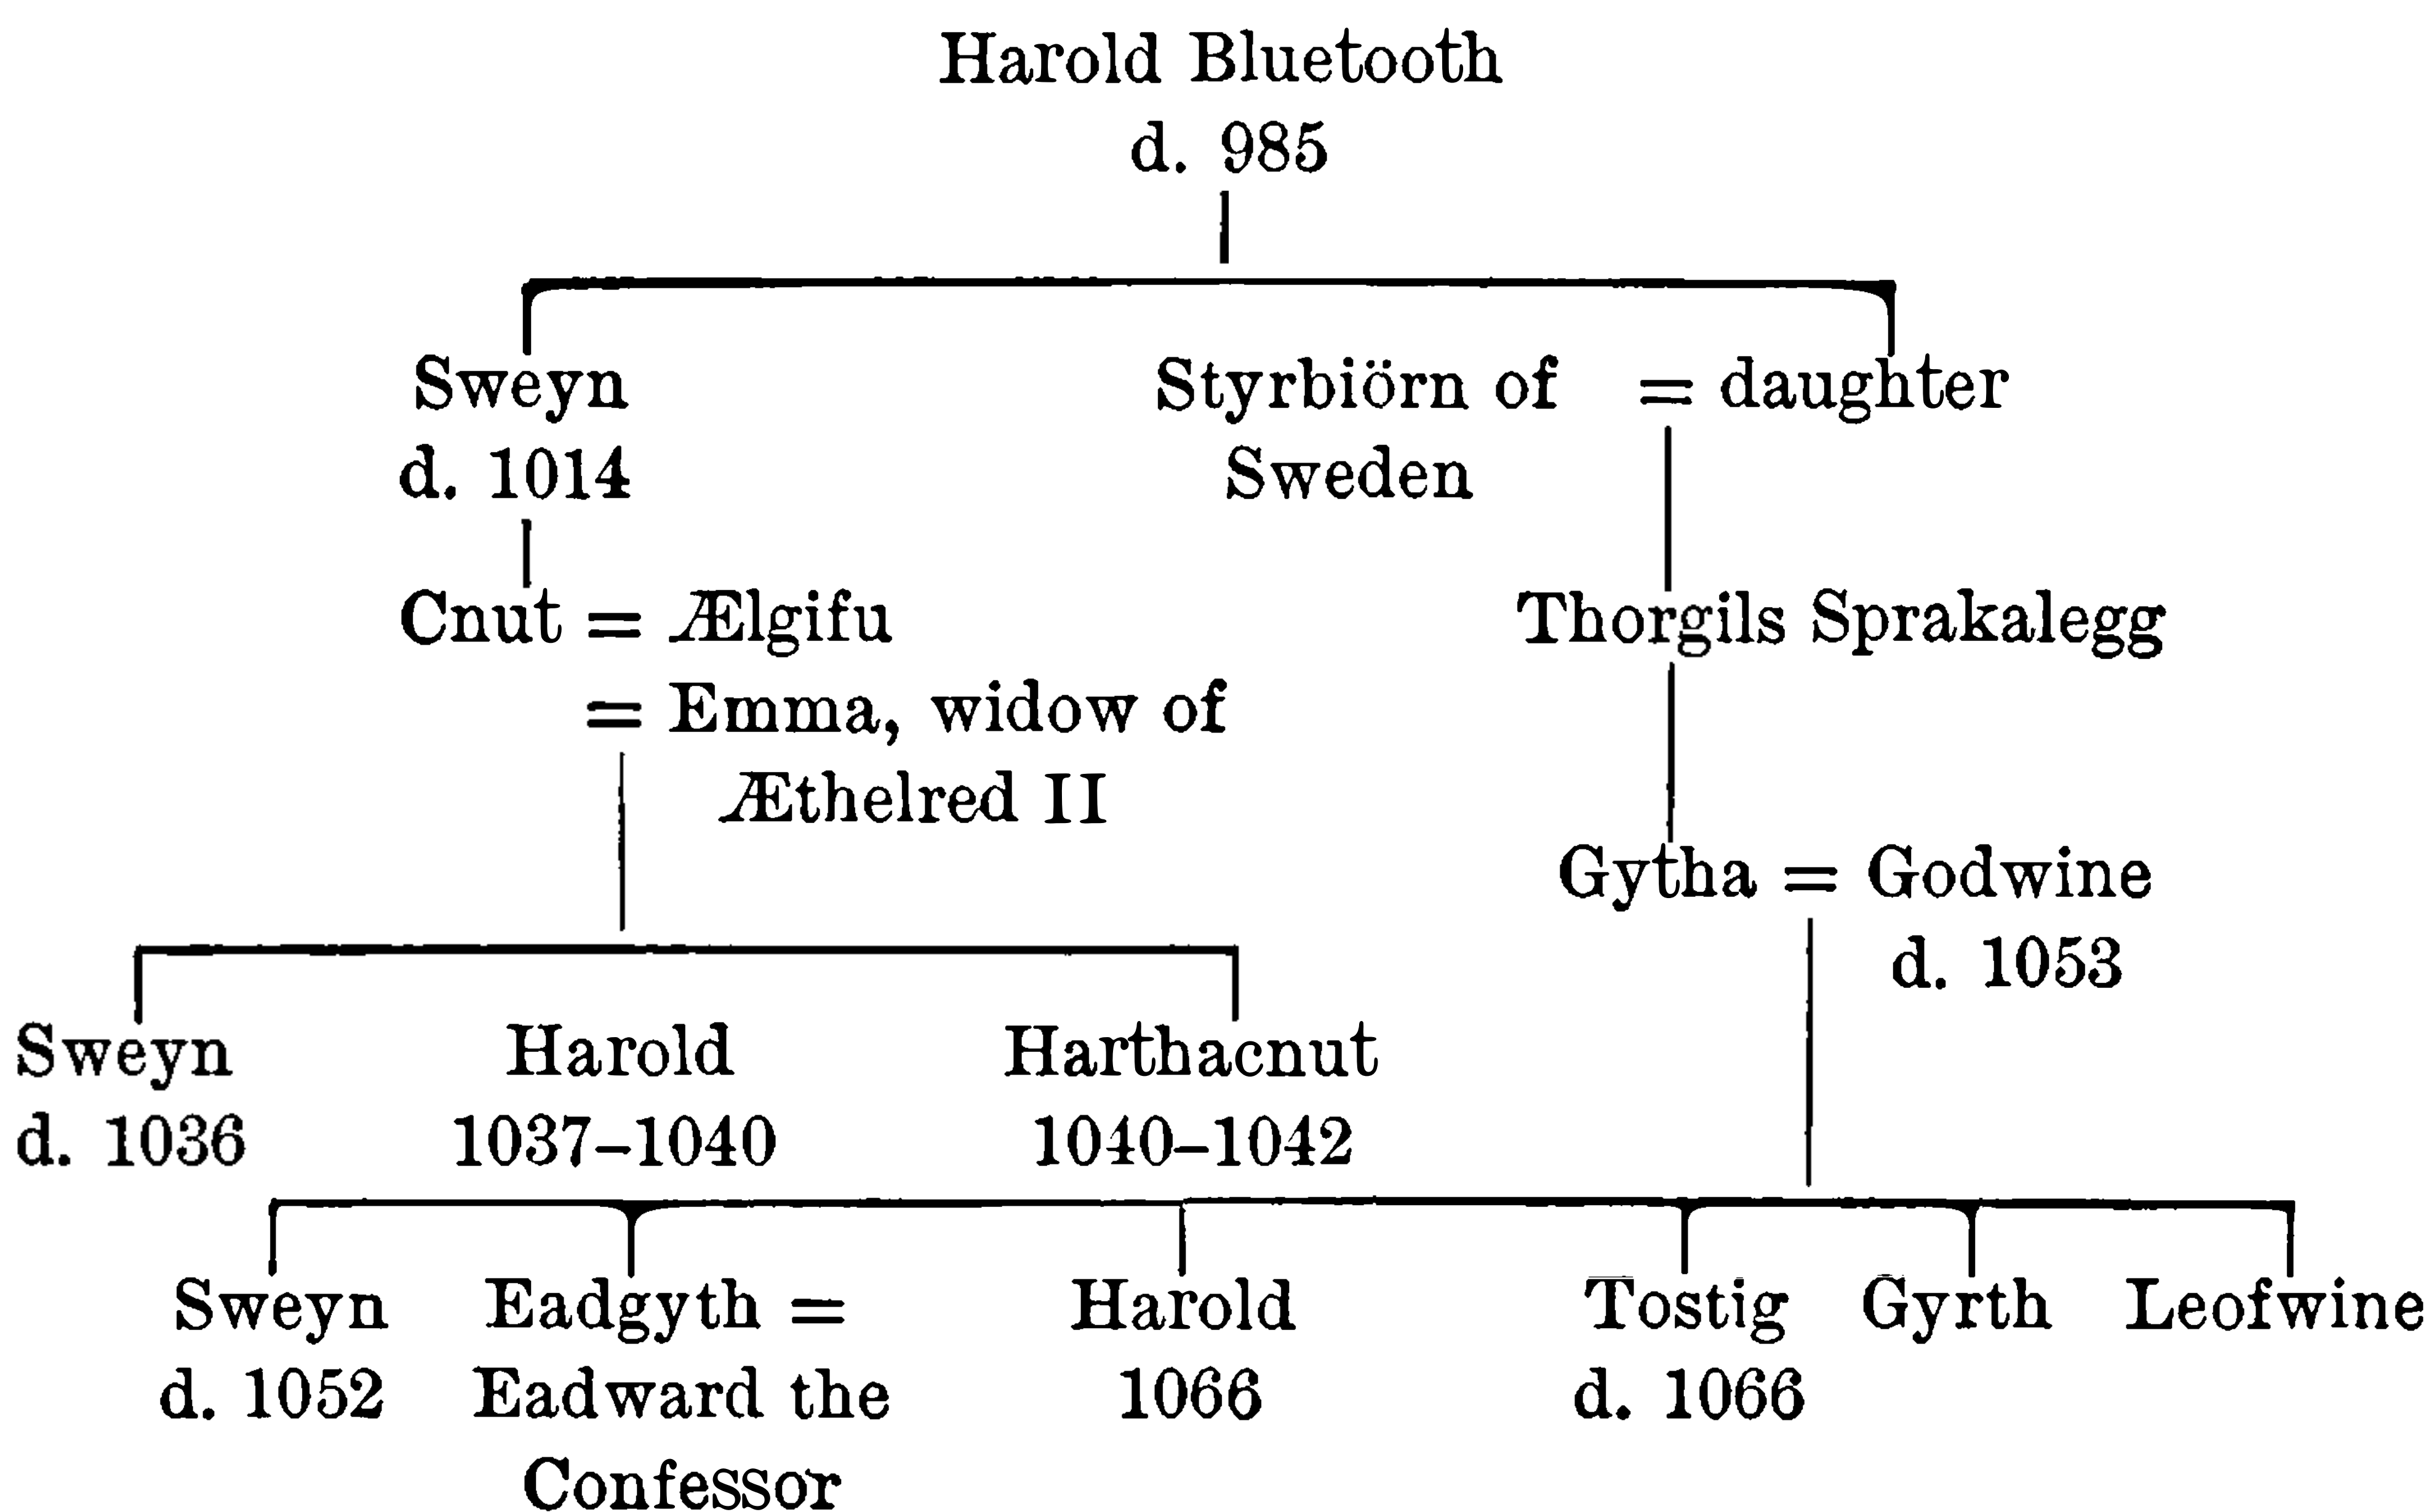 Harold Bluetooth
d. 985
Sweyn
d. 1014
Styrbiörn of = daughter
Sweden
Cnut = Ælgifu
= Emma, widow of
Æthelred II
Thorgils Sprakalegg
Gytha = Godwine
d. 1053
Sweyn
d. 1036
Harold
1037–1040
Harthacnut
1040–1042
Sweyn
d. 1052
Eadgyth =
Eadward the
Confessor
Harold
1066
Tostig
d. 1066
Gyrth
Leofwine